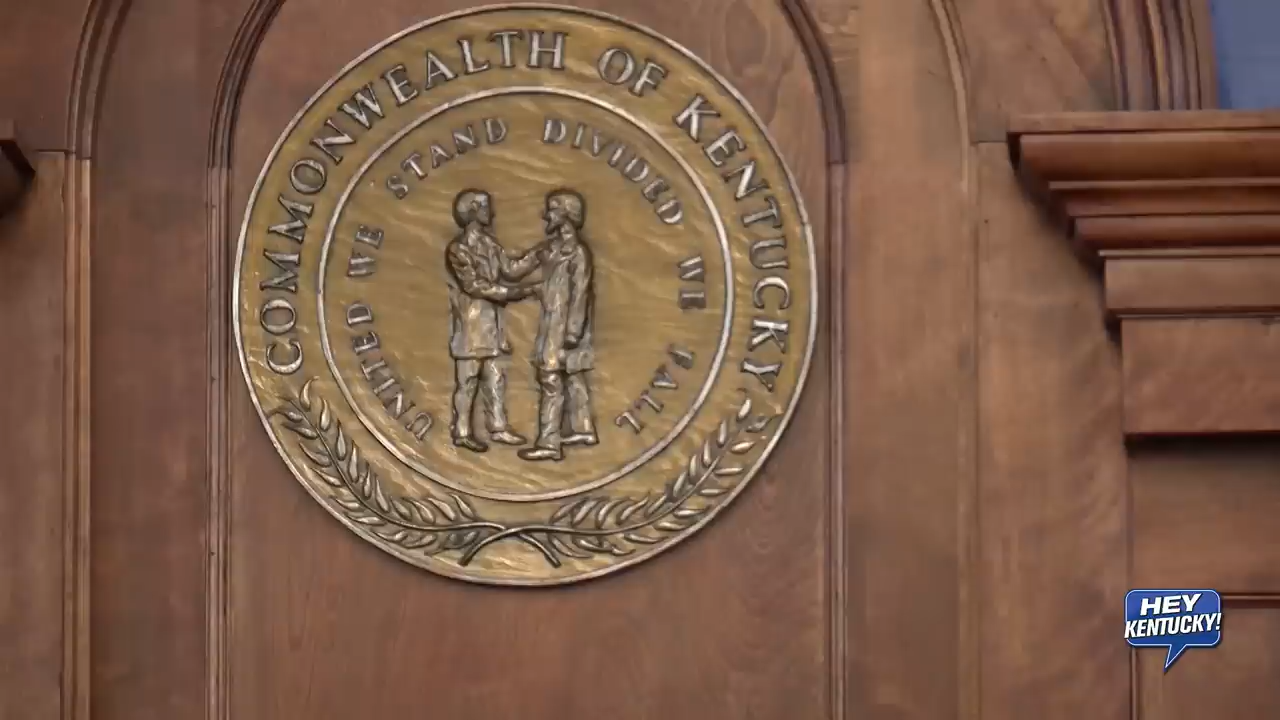 COMMONWEALTH OF KENTUCKY
UNITED WE STAND DIVIDED WE FALL
HEY
KENTUCKY!